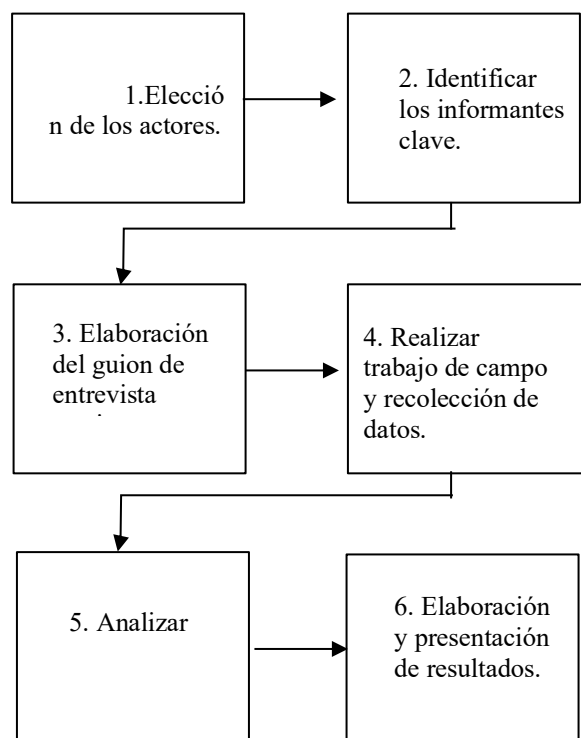 1.Elecció
n de los actores.
2. Identificar
los informantes
clave.
3. Elaboración
del guion de
entrevista
4. Realizar
trabajo de campo
y recolección de
datos.
5. Analizar
6. Elaboración
y presentación
de resultados.